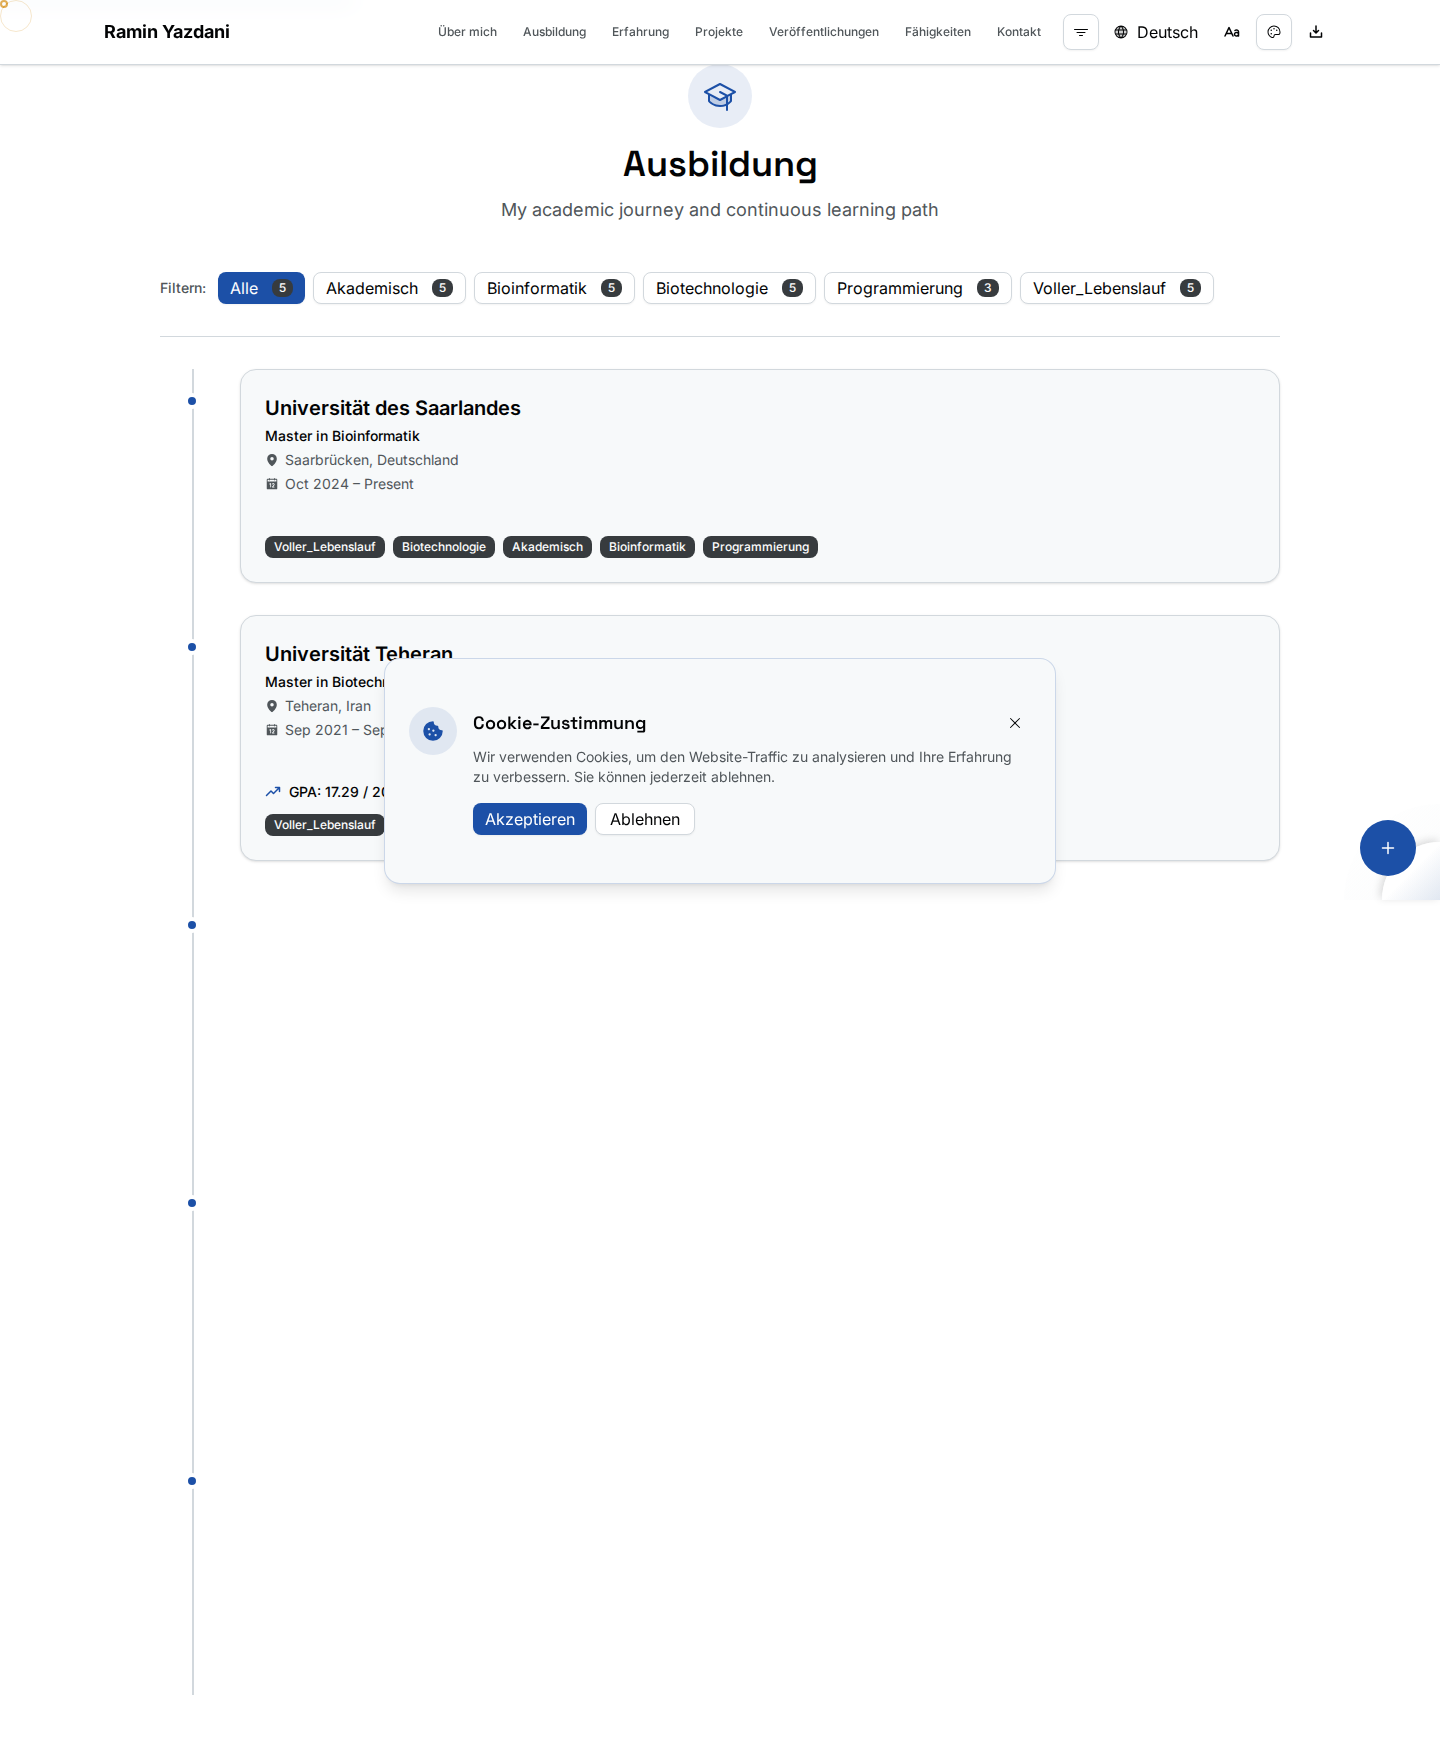 Ramin Yazdani
Über mich Ausbildung Erfahrung Projekte Veröffentlichungen Fähigkeiten Kontakt Deutsch Aa
Ausbildung
My academic journey and continuous learning path
Filtern: Alle 5 Akademisch 5 Bioinformatik 5 Biotechnologie 5 Programmierung 3 Voller_Lebenslauf 5
Universität des Saarlandes
Master in Bioinformatik
Saarbrücken, Deutschland
Oct 2024 – Present
Voller_Lebenslauf Biotechnologie Akademisch Bioinformatik Programmierung
Universität Teheran
Master in
Teheran, Iran
Sep 2021 –
GPA: 17.29 /
Voller_Lebenslauf
Cookie-Zustimmung
Wir verwenden Cookies, um den Website-Traffic zu analysieren und Ihre Erfahrung
zu verbessern. Sie können jederzeit ablehnen.
Akzeptieren Ablehnen